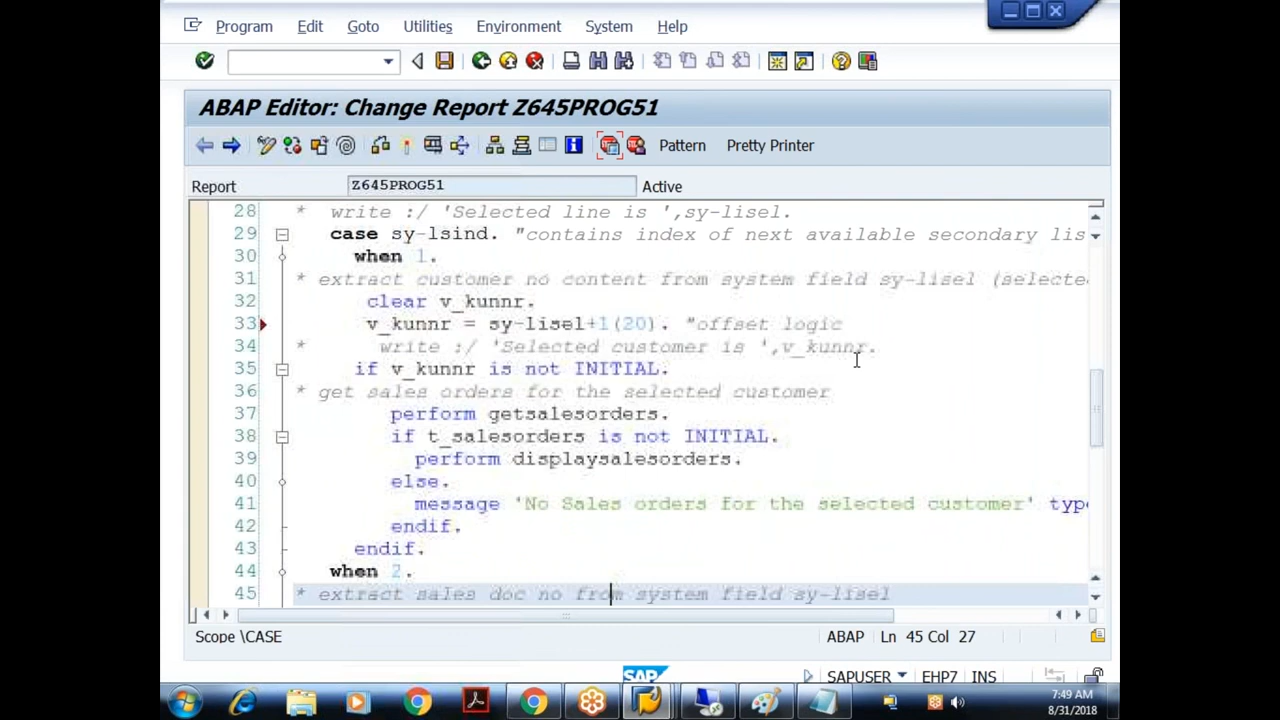 Program Edit Goto Utilities Environment System Help
ABAP Editor: Change Report Z645PROG51
Pattern Pretty Printer
Report Z645PROG51 Active
28 * write :/ 'Selected line is ',sy-lisel.
29 case sy-lsind. "contains index of next available secondary lis
30 when 1.
31 * extract customer no content from system field sy-lisel (selecte
32 clear v_kunnr.
33 v_kunnr = sy-lisel+1(20). "offset logic
34 * write :/ 'Selected customer is ',v_kunnr.
35 if v_kunnr is not INITIAL.
36 * get sales orders for the selected customer
37 perform getsalesorders.
38 if t_salesorders is not INITIAL.
39 perform displaysalesorders.
40 else.
41 message 'No Sales orders for the selected customer' type
42 endif.
43 endif.
44 when 2.
45 * extract sales doc no from system field sy-lisel
Scope \CASE ABAP Ln 45 Col 27
SAP SAPUSER EHP7 INS
7:49 AM
8/31/2018